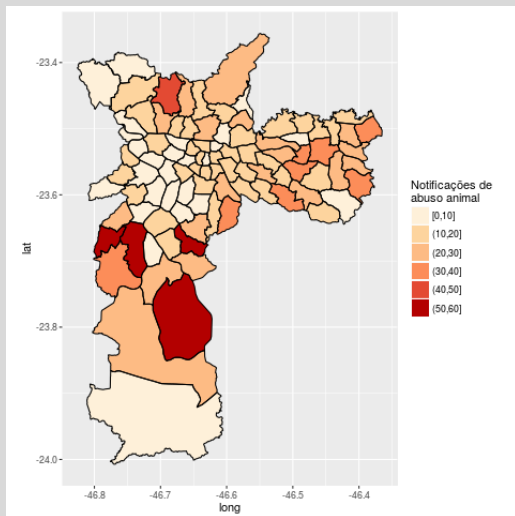 -23.4
-23.6
-23.8
-24.0
lat
-46.8 -46.7 -46.6 -46.5 -46.4
long
Notificações de
abuso animal
[0,10]
(10,20]
(20,30]
(30,40]
(40,50]
(50,60]